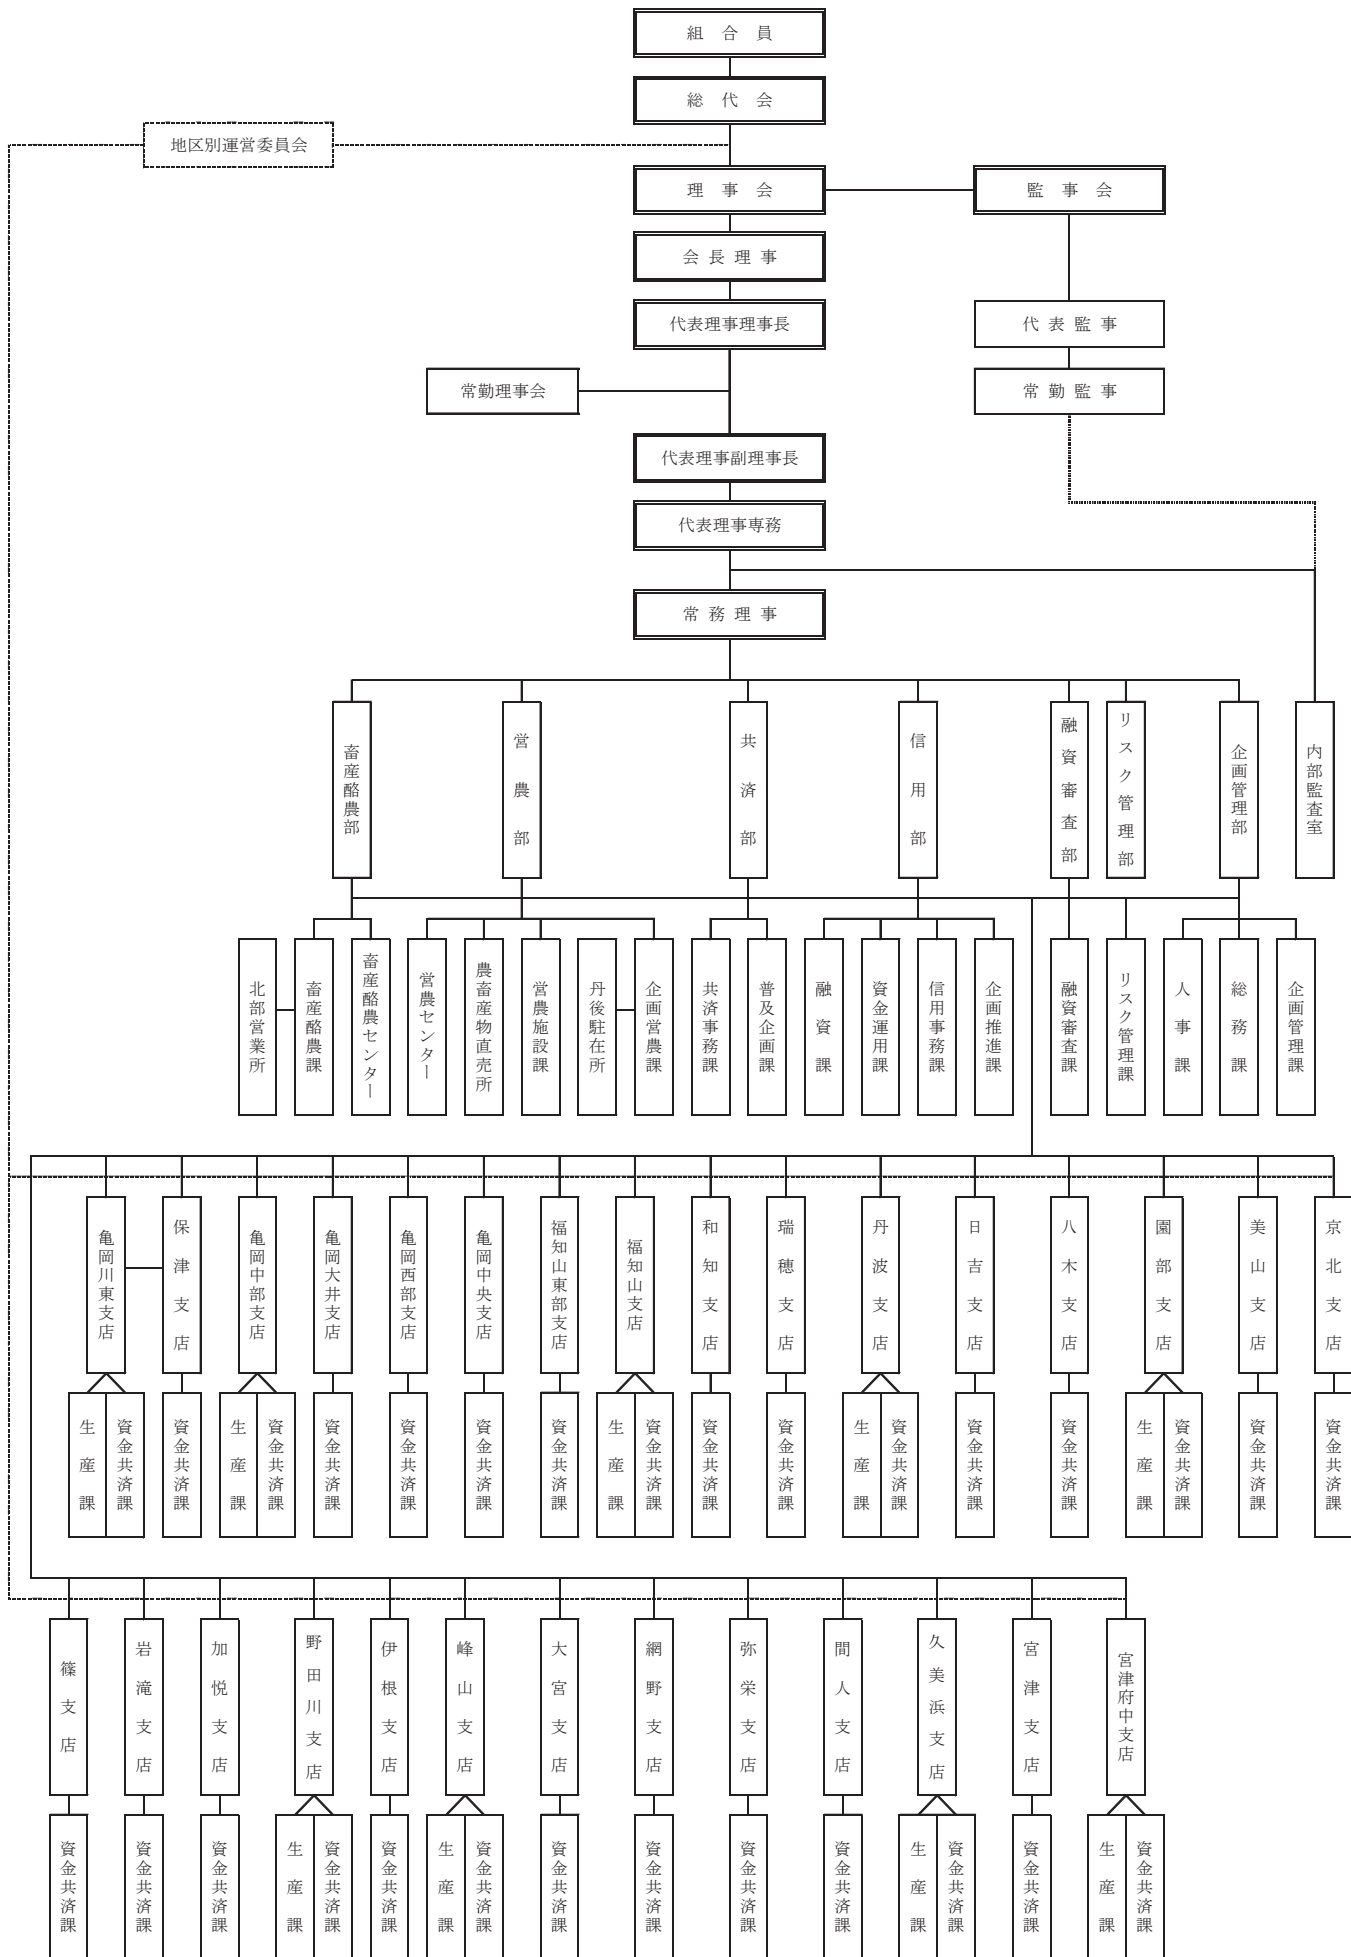 組合員
総代会
地区別運営委員会
理事会
監事会
会長理事
代表理事理事長
代表監事
常勤理事会
常勤監事
代表理事副理事長
代表理事専務
常務理事
畜産酪農部
営農部
共済部
信用部
融資審査部
リスク管理部
企画管理部
内部監査室
北部営業所
畜産酪農課
畜産酪農センター
営農センター
農畜産物直売所
営農施設課
丹後駐在所
企画営農課
共済事務課
普及企画課
融資課
資金運用課
信用事務課
企画推進課
融資審査課
リスク管理課
人事課
総務課
企画管理課
亀岡川東支店
保津支店
亀岡中部支店
亀岡大井支店
亀岡西部支店
亀岡中央支店
福知山東部支店
福知山支店
和知支店
瑞穂支店
丹波支店
日吉支店
八木支店
園部支店
美山支店
京北支店
生産課
資金共済課
資金共済課
生産課
資金共済課
資金共済課
資金共済課
資金共済課
資金共済課
生産課
資金共済課
資金共済課
資金共済課
生産課
資金共済課
資金共済課
資金共済課
生産課
資金共済課
資金共済課
資金共済課
篠支店
岩滝支店
加悦支店
野田川支店
伊根支店
峰山支店
大宮支店
網野支店
弥栄支店
間人支店
久美浜支店
宮津支店
宮津府中支店
資金共済課
資金共済課
資金共済課
生産課
資金共済課
資金共済課
生産課
資金共済課
資金共済課
資金共済課
資金共済課
資金共済課
生産課
資金共済課
資金共済課
生産課
資金共済課